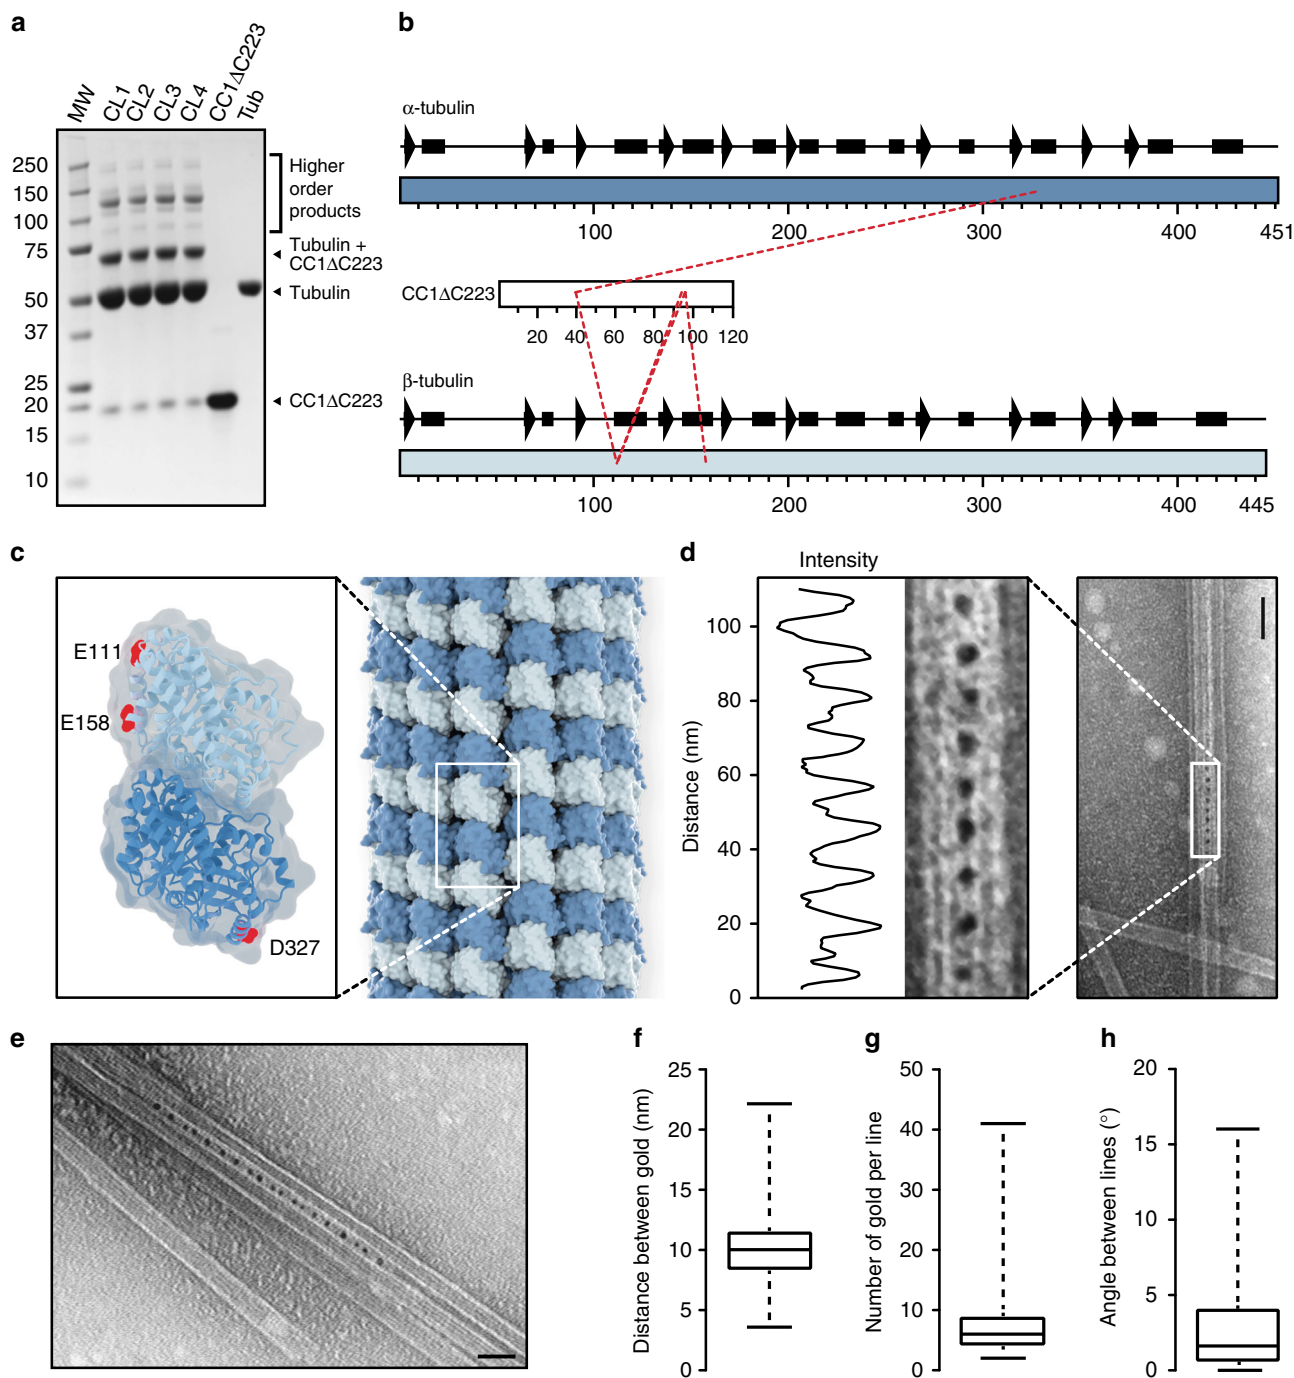 a
MW
CL1
CL2
CL3
CL4
CC1ΔC223
Tub
250
150
100
75
50
37
25
20
15
10
Higher
order
products
Tubulin +
CC1ΔC223
Tubulin
CC1ΔC223
b
α-tubulin
100
200
300
400
451
CC1ΔC223
20
40
60
80
100
120
β-tubulin
100
200
300
400
445
c
E111
E158
D327
d
Intensity
Distance (nm)
100
80
60
40
20
0
e
f
Distance between gold (nm)
25
20
15
10
5
0
g
Number of gold per line
50
40
30
20
10
0
h
Angle between lines (°)
20
15
10
5
0